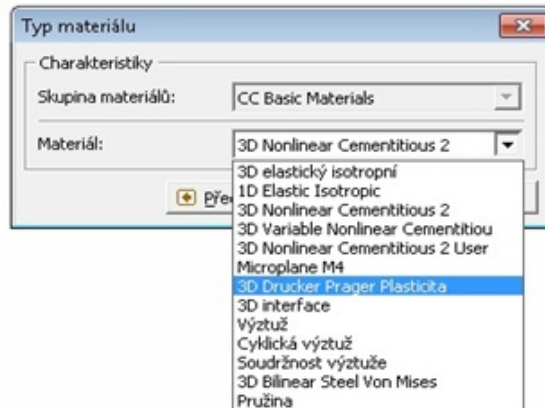 Typ materiálu
Charakteristiky
Skupina materiálů: CC Basic Materials
Materiál: 3D Nonlinear Cementitious 2
3D elastický isotropní
1D Elastic Isotropic
3D Nonlinear Cementitious 2
3D Variable Nonlinear Cementitiou
3D Nonlinear Cementitious 2 User
Microplane M4
3D Drucker Prager Plasticita
3D interface
Výztuž
Cyklická výztuž
Soudržnost výztuže
3D Bilinear Steel Von Mises
Pružina